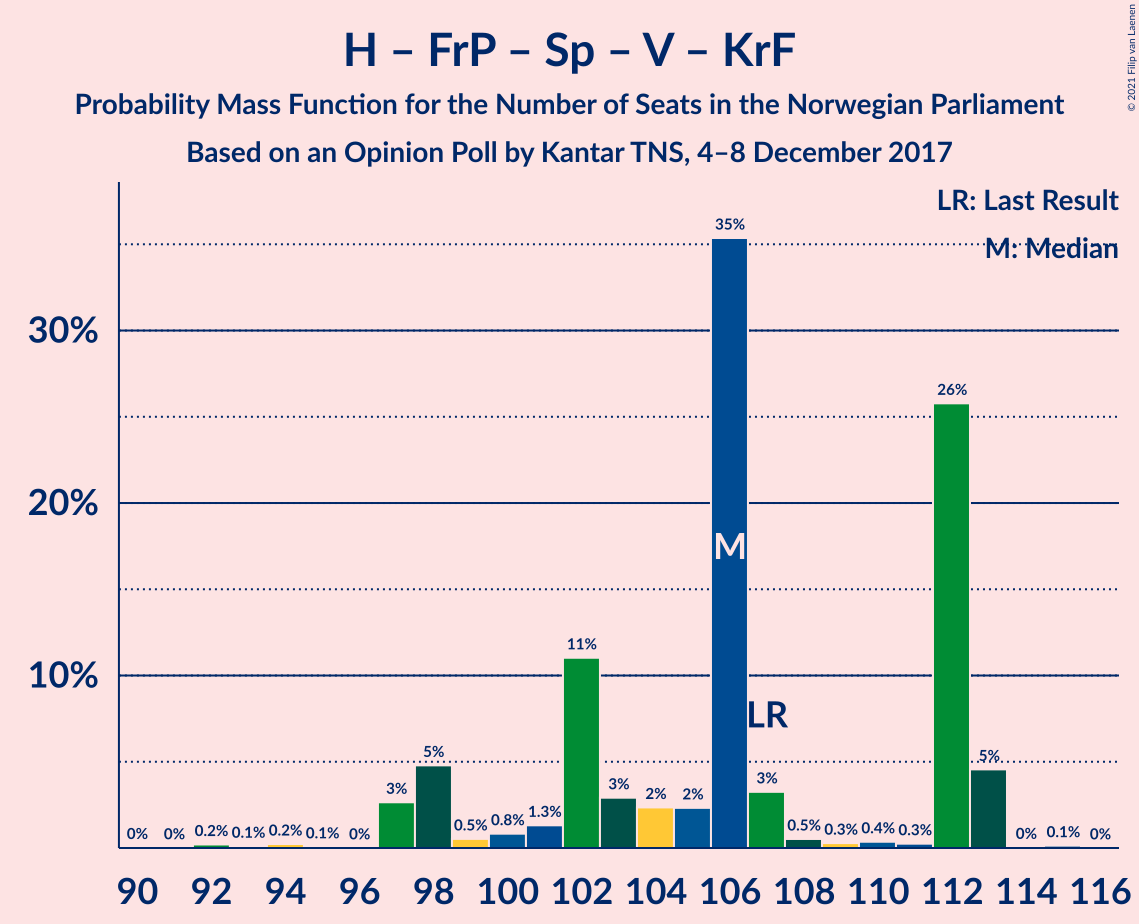 H – FrP – Sp – V – KrF
Probability Mass Function for the Number of Seats in the Norwegian Parliament
Based on an Opinion Poll by Kantar TNS, 4–8 December 2017
© 2021 Filip van Laenen
LR: Last Result
M: Median
30%
20%
10%
0% 0% 0.2% 0.1% 0.2% 0.1% 0% 3% 5% 0.5% 0.8% 1.3% 11% 3% 2% 2% 35% 3% 0.5% 0.3% 0.4% 0.3% 26% 5% 0% 0.1% 0%
M
LR
90 92 94 96 98 100 102 104 106 108 110 112 114 116